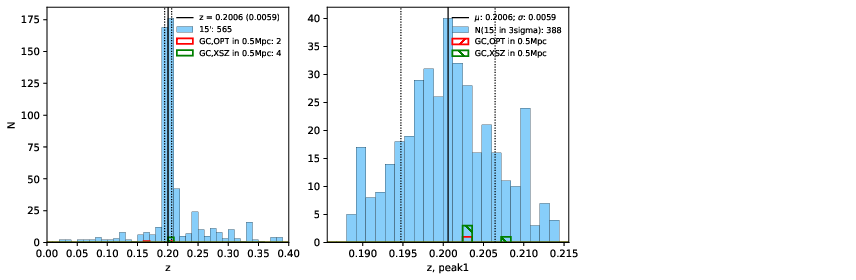 175
150
125
100
75
50
25
0
N
0.00 0.05 0.10 0.15 0.20 0.25 0.30 0.35 0.40
z
z = 0.2006 (0.0059)
15': 565
GC,OPT in 0.5Mpc: 2
GC,XSZ in 0.5Mpc: 4
40
35
30
25
20
15
10
5
0
0.190 0.195 0.200 0.205 0.210 0.215
z, peak1
μ: 0.2006; σ: 0.0059
N(15' in 3sigma): 388
GC,OPT in 0.5Mpc
GC,XSZ in 0.5Mpc